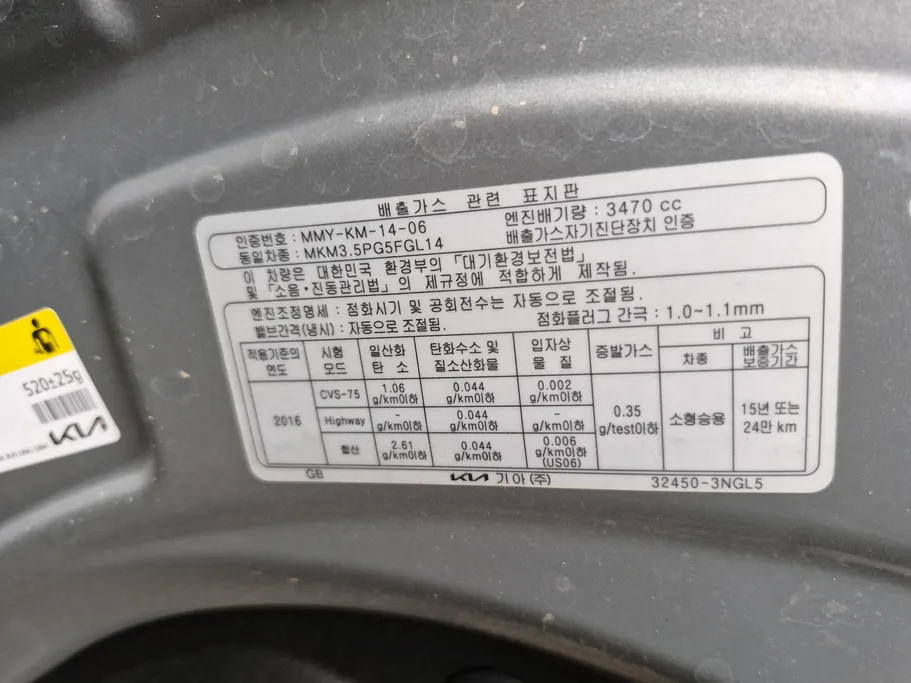 배출가스 관련 표지판
인증번호 : MMY-KM-14-06 엔진배기량 : 3470 cc
동일차종 : MKM3.5PG5FGL14 배출가스자기진단장치 인증
이 차량은 대한민국 환경부의 「대기환경보전법」
및 「소음·진동관리법」의 제규정에 적합하게 제작됨.
엔진조정명세 : 점화시기 및 공회전수는 자동으로 조절됨.
밸브간격(냉시) : 자동으로 조절됨. 점화플러그 간극 : 1.0~1.1mm
적용기준의 연도 시험 모드 일산화 탄소 탄화수소 및 질소산화물 입자상 물질 증발가스 비고
차종 배출가스 보증기간
2016 CVS-75 1.06 g/km이하 0.044 g/km이하 0.002 g/km이하 0.35 g/test이하 소형승용 15년 또는 24만 km
Highway - g/km이하 0.044 g/km이하 - g/km이하
합산 2.61 g/km이하 0.044 g/km이하 0.006 g/km이하 (US06)
GB KIA 기아(주) 32450-3NGL5
520±25g
KIA